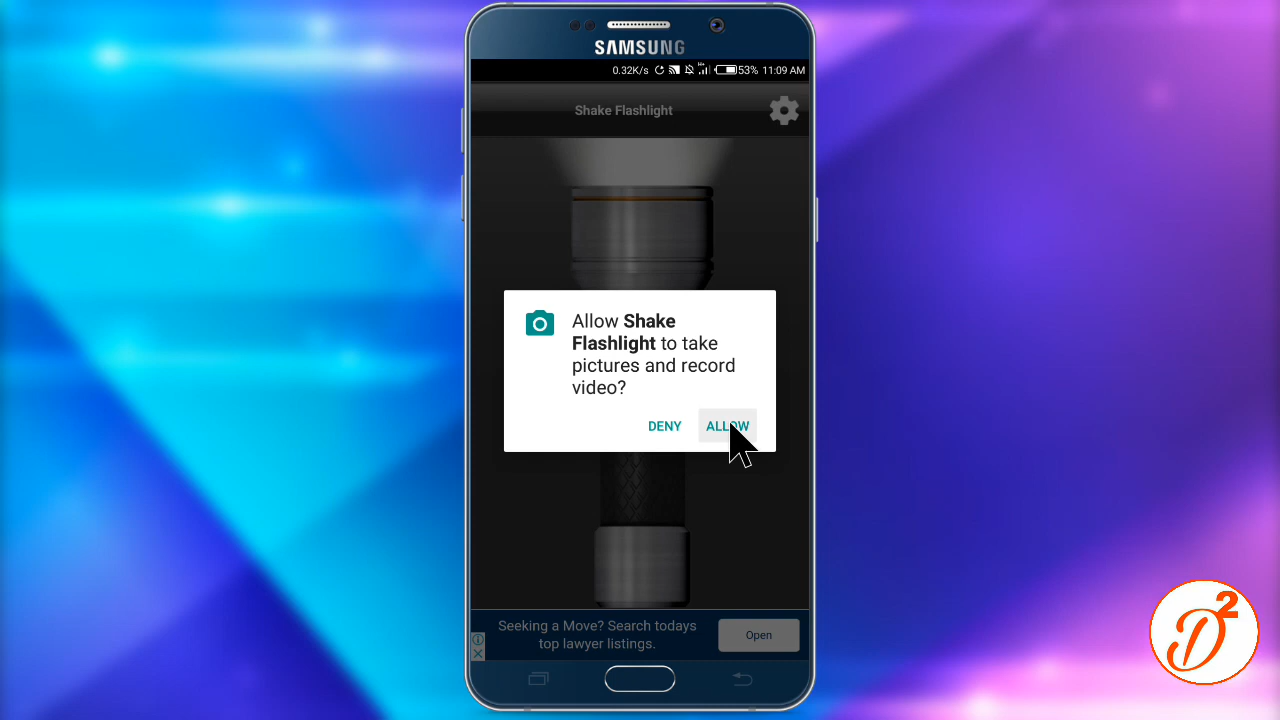 SAMSUNG
0.32K/s 53% 11:09 AM
Shake Flashlight
Allow Shake
Flashlight to take
pictures and record
video?
DENY ALLOW
Seeking a Move? Search todays
top lawyer listings.
Open
D2